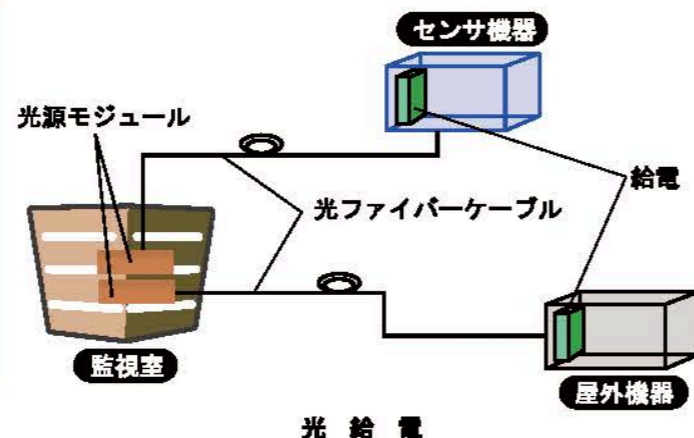 センサ機器
光源モジュール
給電
光ファイバーケーブル
監視室
屋外機器
光 給 電